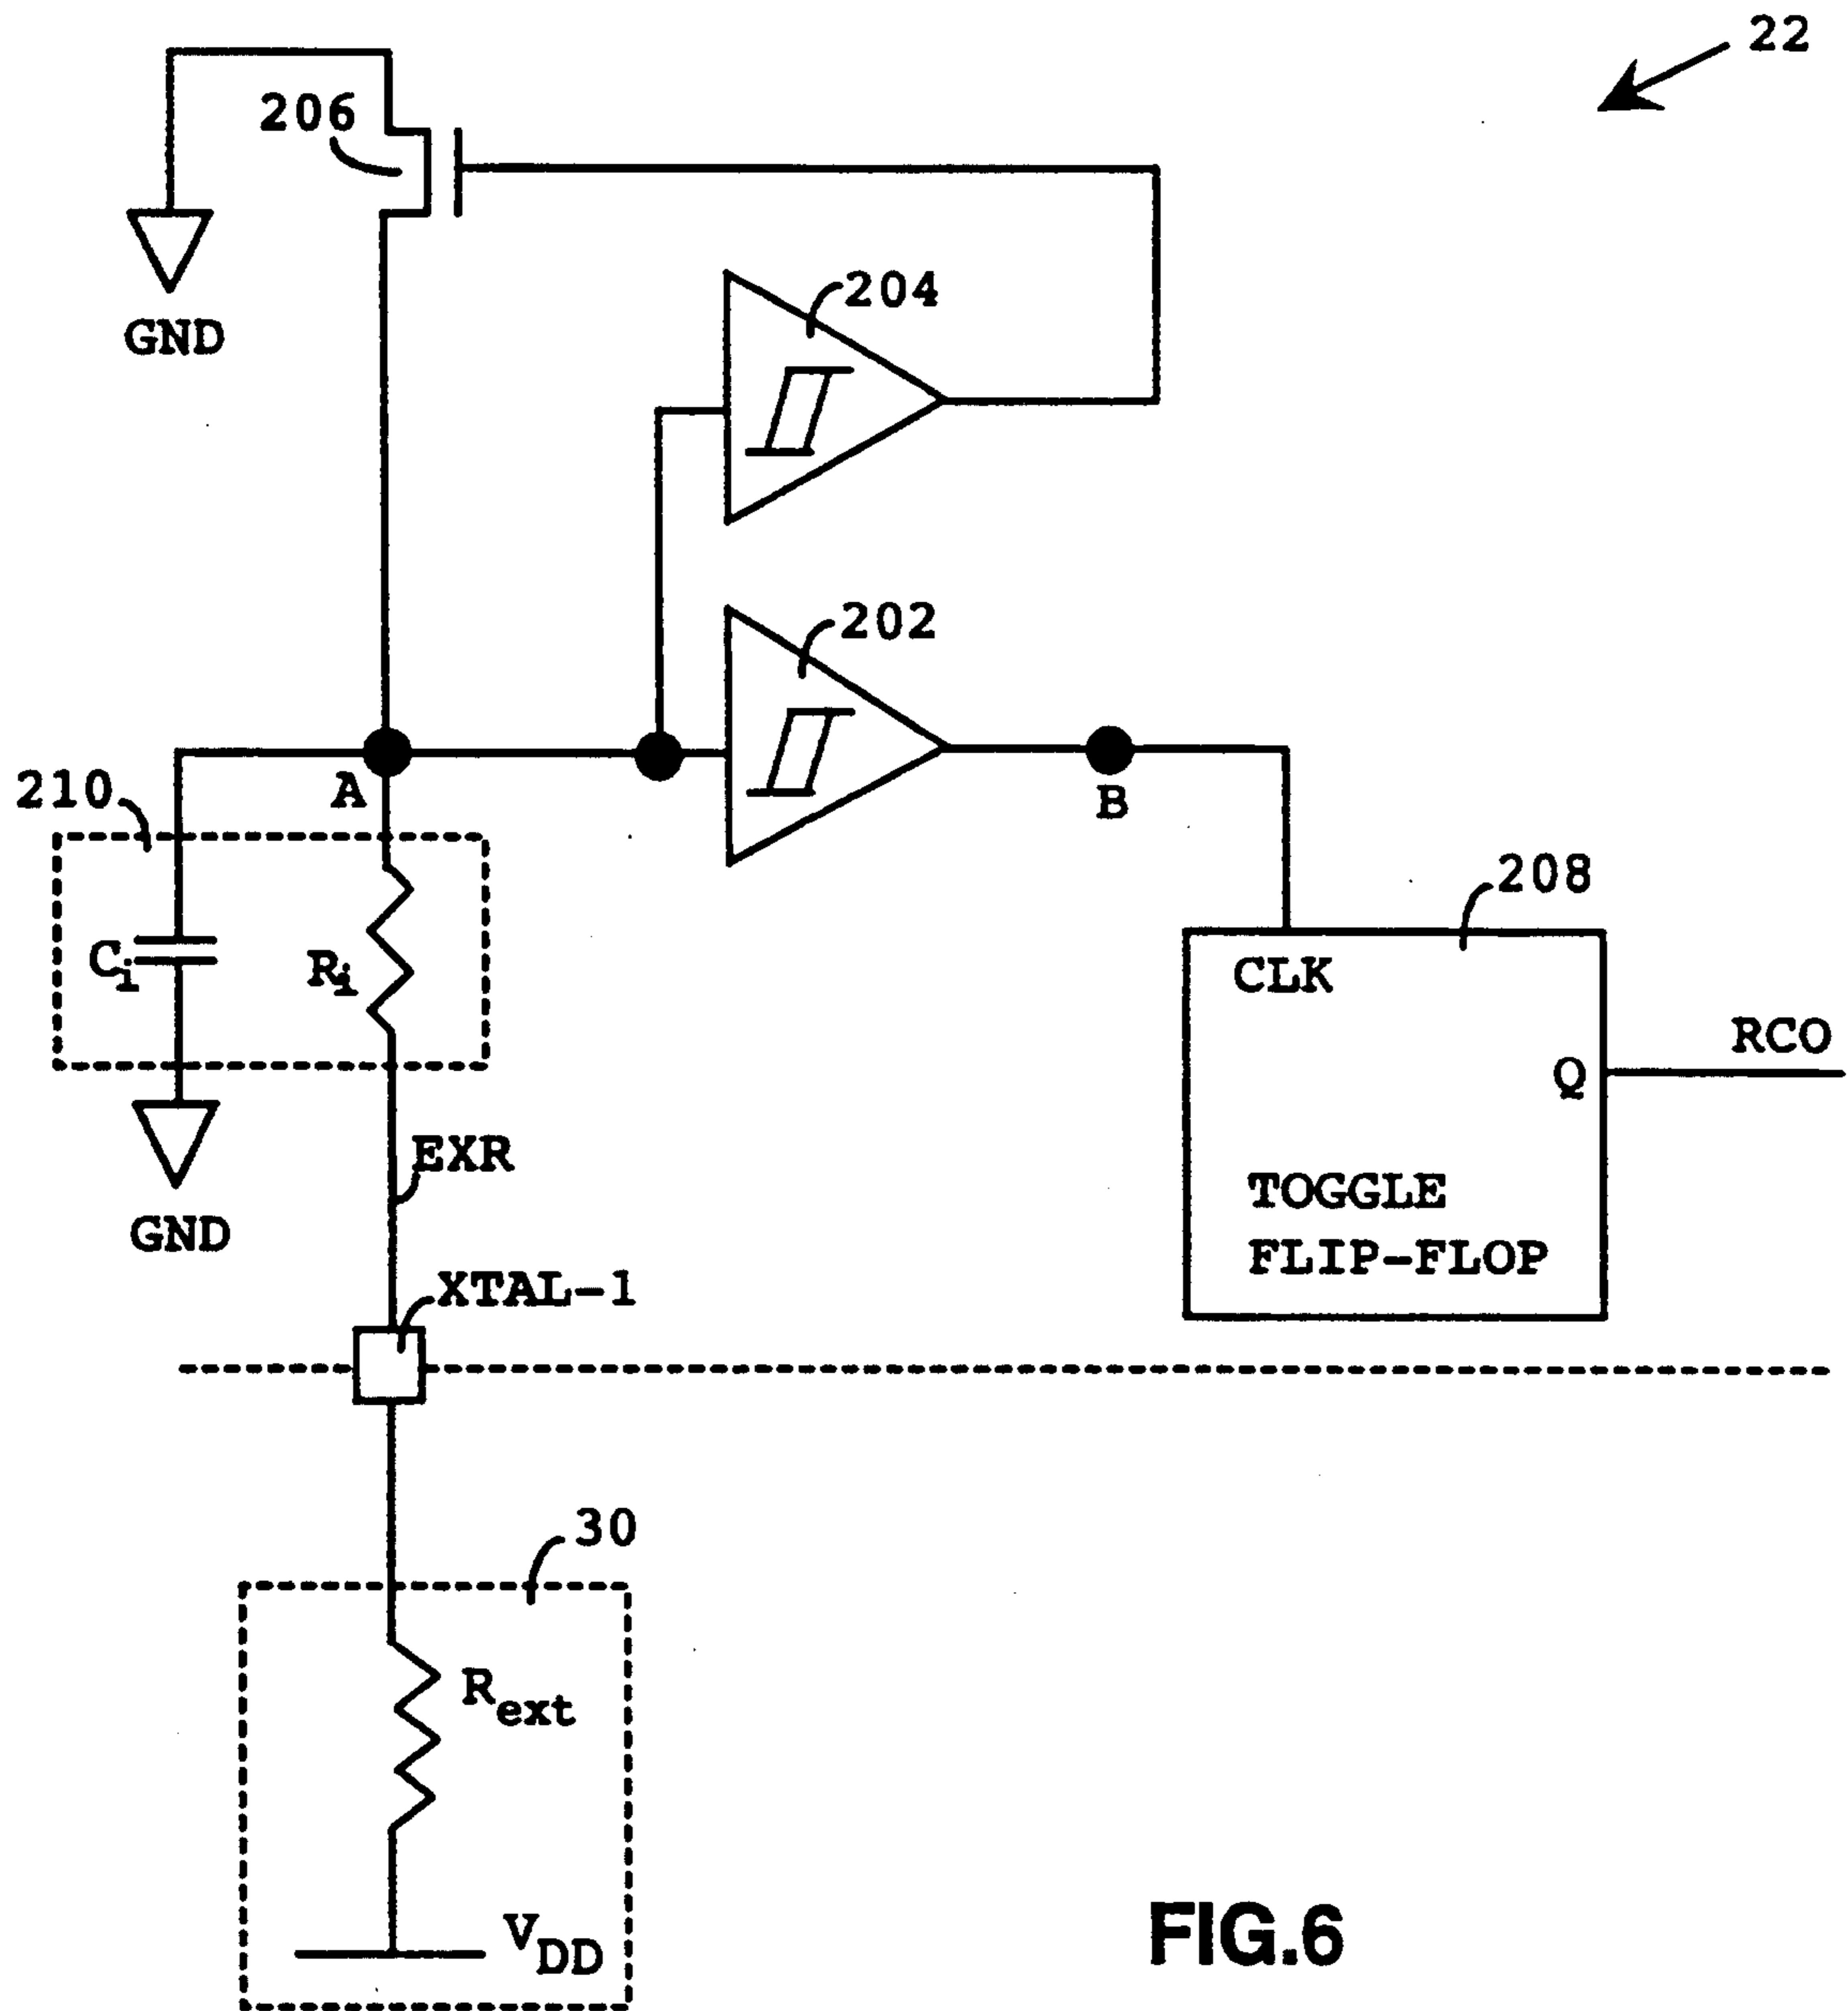 22
206
GND
204
202
210
A
B
Ci
Ri
208
CLK
Q
RCO
EXR
GND
TOGGLE
FLIP-FLOP
XTAL-1
30
Rext
VDD
FIG.6